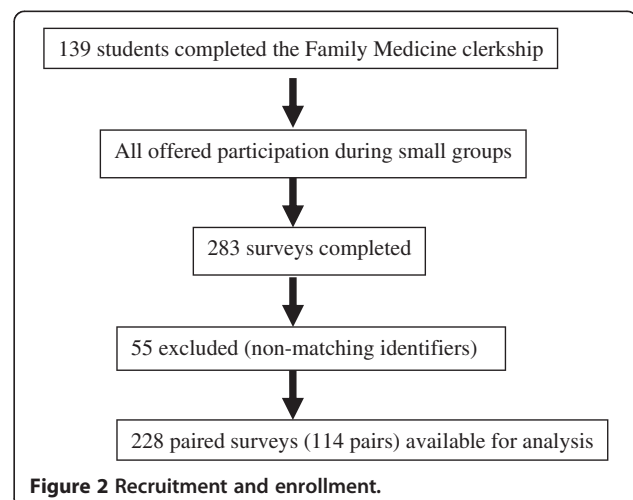 139 students completed the Family Medicine clerkship
All offered participation during small groups
283 surveys completed
55 excluded (non-matching identifiers)
228 paired surveys (114 pairs) available for analysis
Figure 2 Recruitment and enrollment.